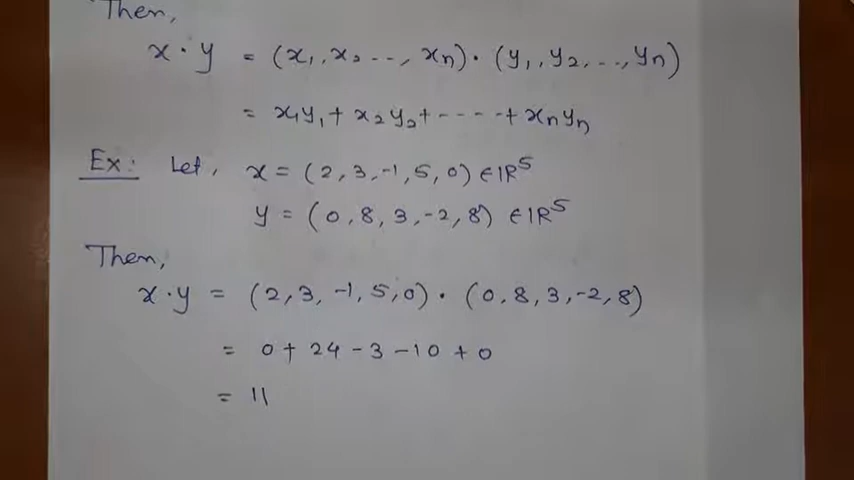 Then,
x · y = (x₁, x₂ --, xₙ) · (y₁, y₂, .., yₙ)
= x₁y₁ + x₂y₂ + ----+ xₙyₙ
Ex: Let, x = (2, 3, -1, 5, 0) ∈ ℝ⁵
y = (0, 8, 3, -2, 8) ∈ ℝ⁵
Then,
x · y = (2, 3, -1, 5, 0) · (0, 8, 3, -2, 8)
= 0 + 24 - 3 - 10 + 0
= 11